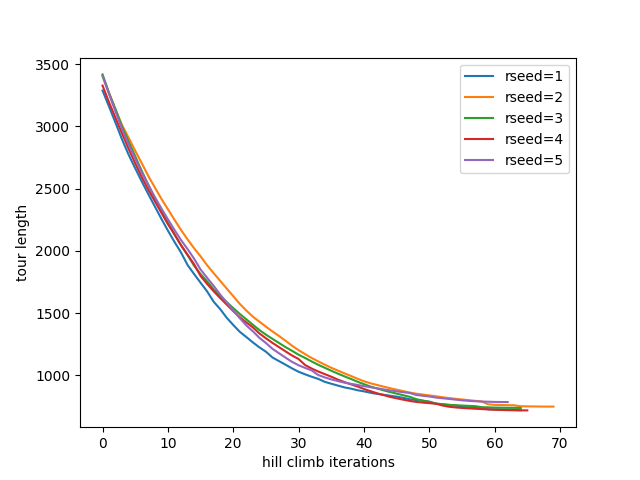 3500
3000
2500
2000
1500
1000
tour length
rseed=1
rseed=2
rseed=3
rseed=4
rseed=5
0 10 20 30 40 50 60 70
hill climb iterations